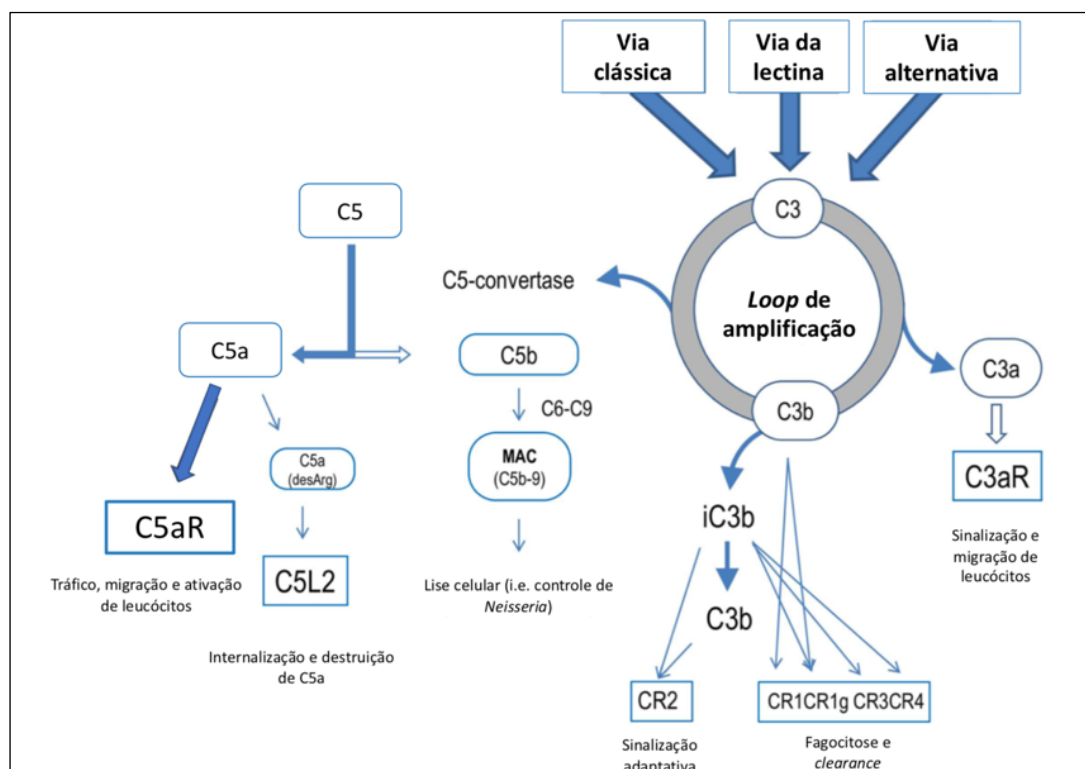 Via
clássica
Via da
lectina
Via
alternativa
C3
Loop de
amplificação
C3b
C5
C5-convertase
C5a
C5b
C6-C9
C3a
C5a
(desArg)
MAC
(C5b-9)
C3aR
C5aR
iC3b
Sinalização e
migração de
leucócitos
Tráfico, migração e ativação
de leucócitos
C5L2
Lise celular (i.e. controle de
Neisseria)
C3b
Internalização e destruição
de C5a
CR2
CR1CR1g CR3CR4
Sinalização
adaptativa
Fagocitose e
clearance